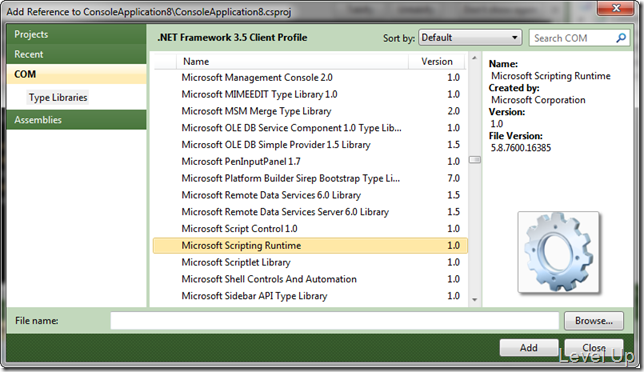 Add Reference to ConsoleApplication8\ConsoleApplication8.csproj
Projects
Recent
COM
Type Libraries
Assemblies
.NET Framework 3.5 Client Profile
Sort by: Default
Search COM
Name Version
Microsoft Management Console 2.0 1.0
Microsoft MIMEEDIT Type Library 1.0 1.0
Microsoft MSM Merge Type Library 2.0
Microsoft OLE DB Service Component 1.0 Type Lib... 1.0
Microsoft OLE DB Simple Provider 1.5 Library 1.5
Microsoft PenInputPanel 1.7 1.0
Microsoft Platform Builder Sirep Bootstrap Type Li... 7.0
Microsoft Remote Data Services 6.0 Library 1.5
Microsoft Remote Data Services Server 6.0 Library 1.5
Microsoft Script Control 1.0 1.0
Microsoft Scripting Runtime 1.0
Microsoft Scriptlet Library 1.0
Microsoft Shell Controls And Automation 1.0
Microsoft Sidebar API Type Library 1.0
Name:
Microsoft Scripting Runtime
Created by:
Microsoft Corporation
Version:
1.0
File Version:
5.8.7600.16385
File name:
Browse...
Add
Close
Level Up